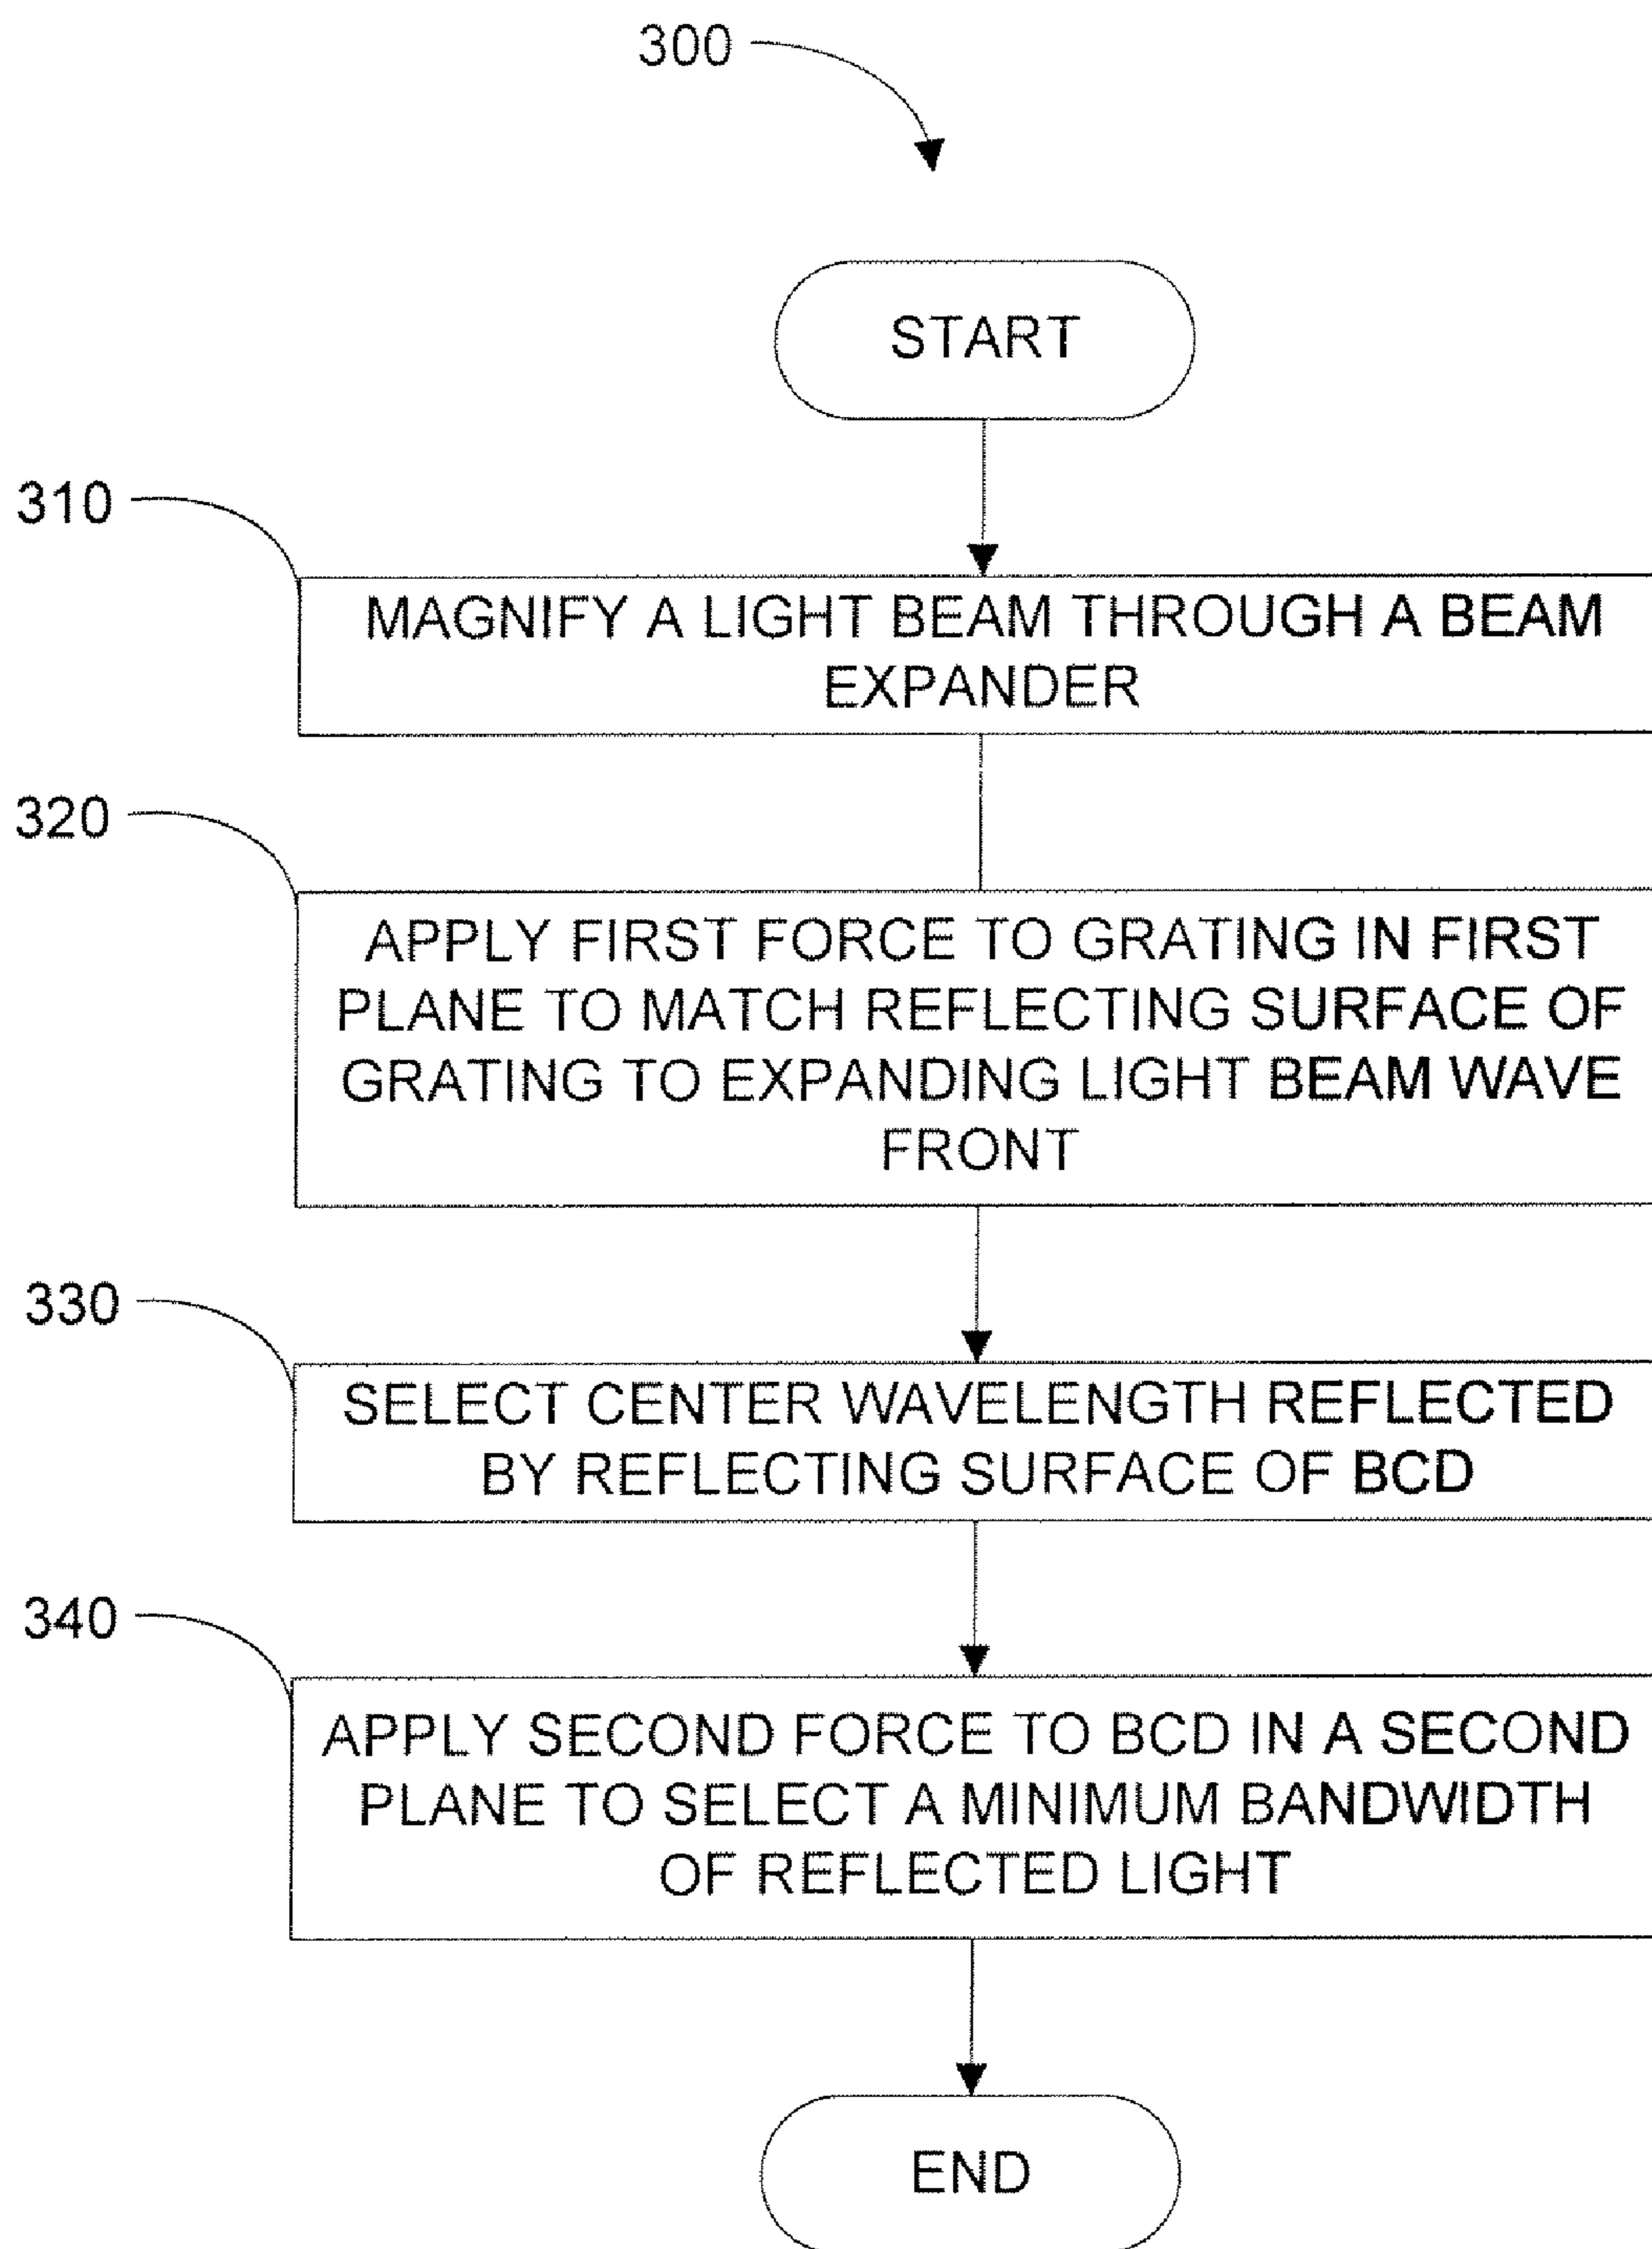 300
START
310
MAGNIFY A LIGHT BEAM THROUGH A BEAM
EXPANDER
320
APPLY FIRST FORCE TO GRATING IN FIRST
PLANE TO MATCH REFLECTING SURFACE OF
GRATING TO EXPANDING LIGHT BEAM WAVE
FRONT
330
SELECT CENTER WAVELENGTH REFLECTED
BY REFLECTING SURFACE OF BCD
340
APPLY SECOND FORCE TO BCD IN A SECOND
PLANE TO SELECT A MINIMUM BANDWIDTH
OF REFLECTED LIGHT
END